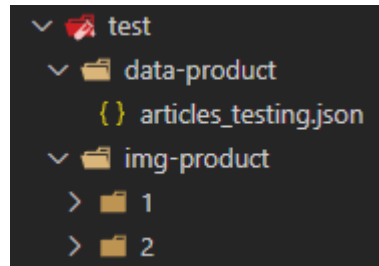 test
data-product
{} articles_testing.json
img-product
1
2